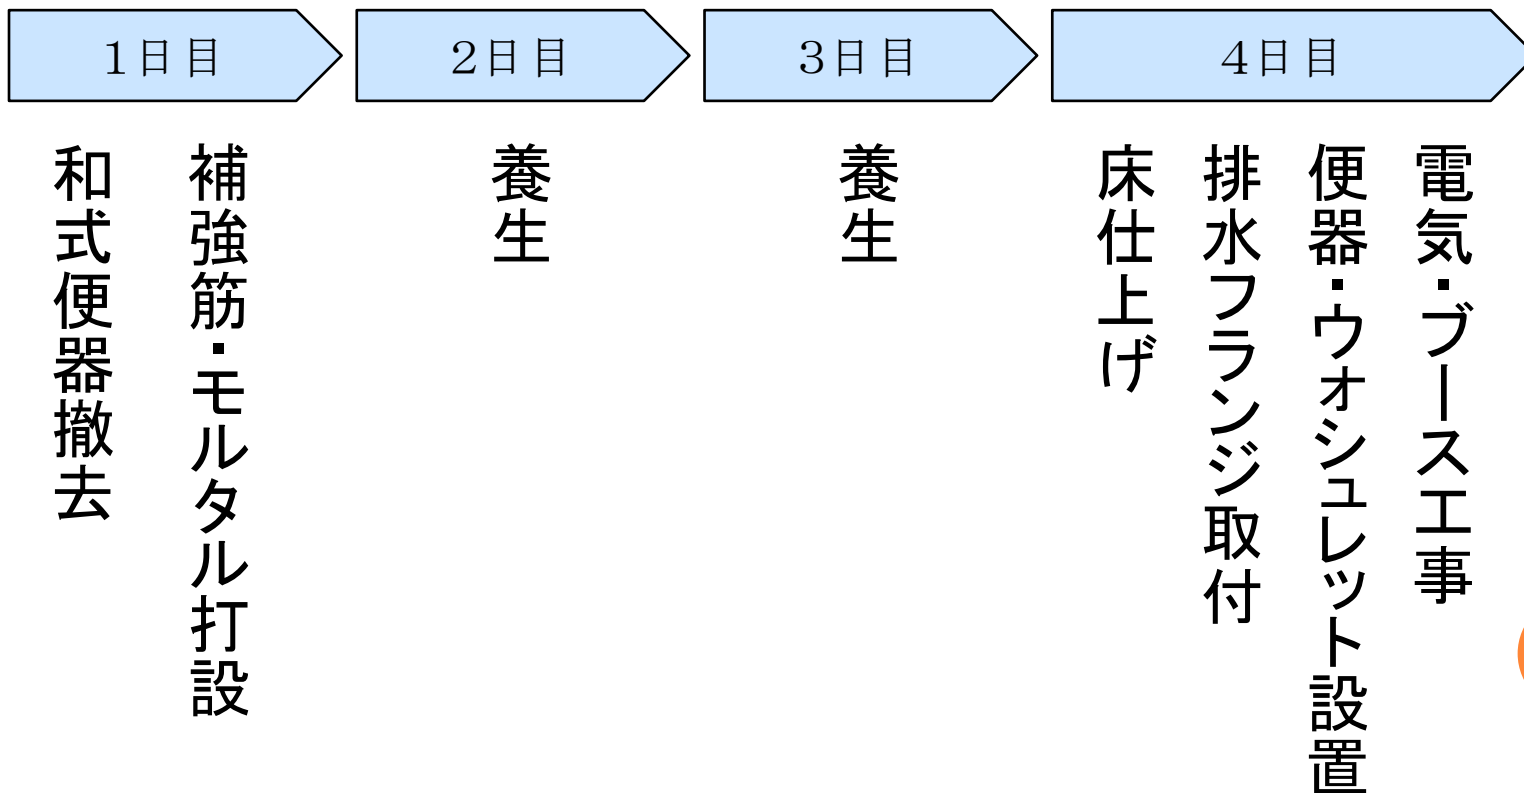 1日目
2日目
3日目
4日目
和式便器撤去
補強筋・モルタル打設
養生
養生
床仕上げ
排水フランジ取付
便器・ウォシュレット設置
電気・ブース工事